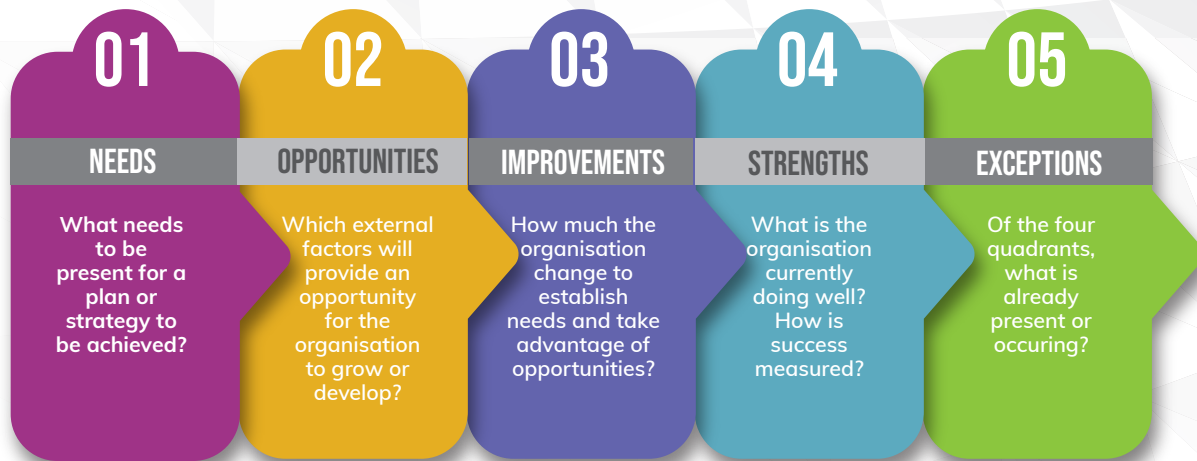 01
NEEDS
What needs
to be
present for a
plan or
strategy to
be achieved?
02
OPPORTUNITIES
Which external
factors will
provide an
opportunity
for the
organisation
to grow or
develop?
03
IMPROVEMENTS
How much the
organisation
change to
establish
needs and take
advantage of
opportunities?
04
STRENGTHS
What is the
organisation
currently
doing well?
How is
success
measured?
05
EXCEPTIONS
Of the four
quadrants,
what is
already
present or
occuring?